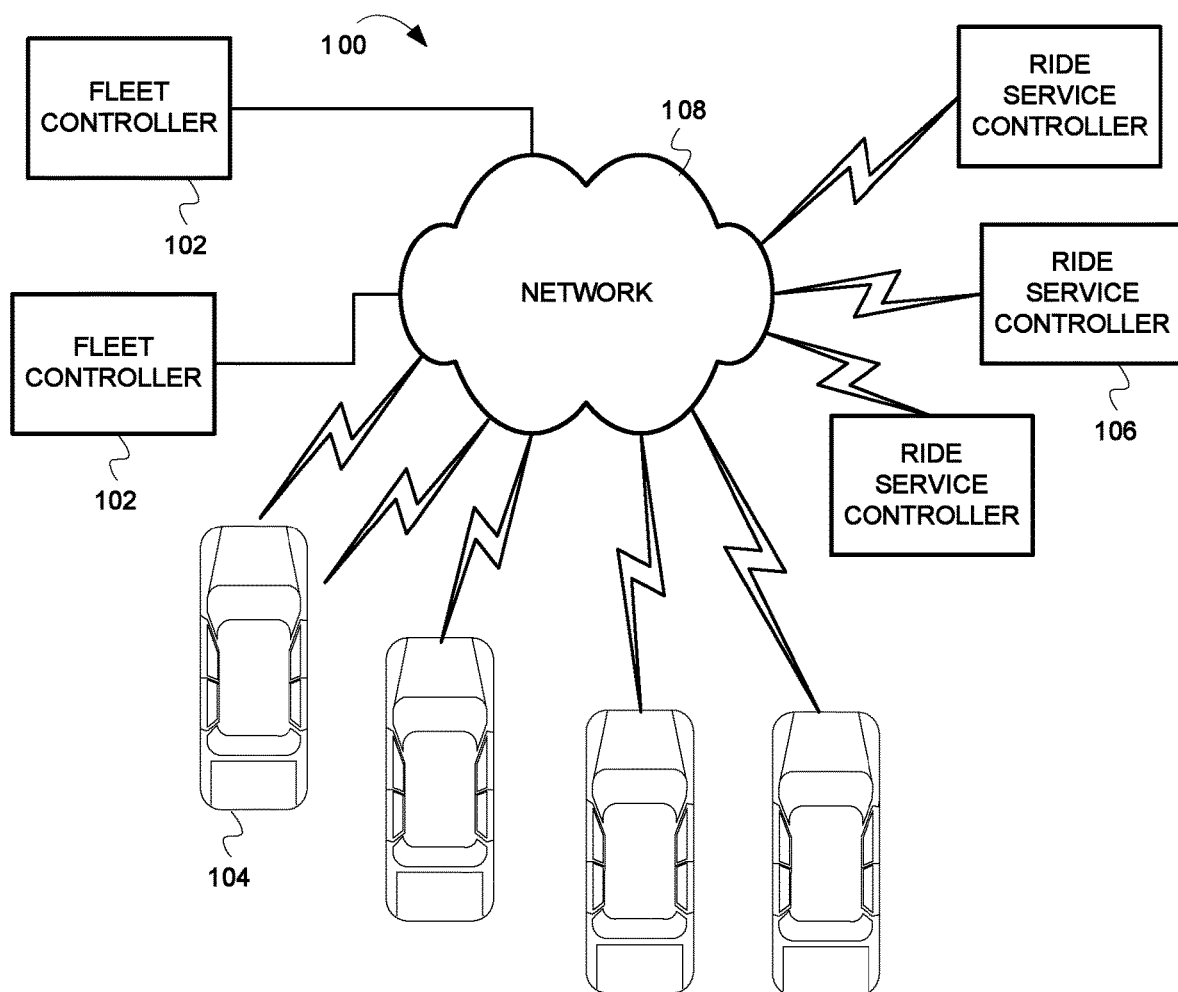 100
FLEET
CONTROLLER
102
108
RIDE
SERVICE
CONTROLLER
NETWORK
FLEET
CONTROLLER
102
RIDE
SERVICE
CONTROLLER
106
RIDE
SERVICE
CONTROLLER
104